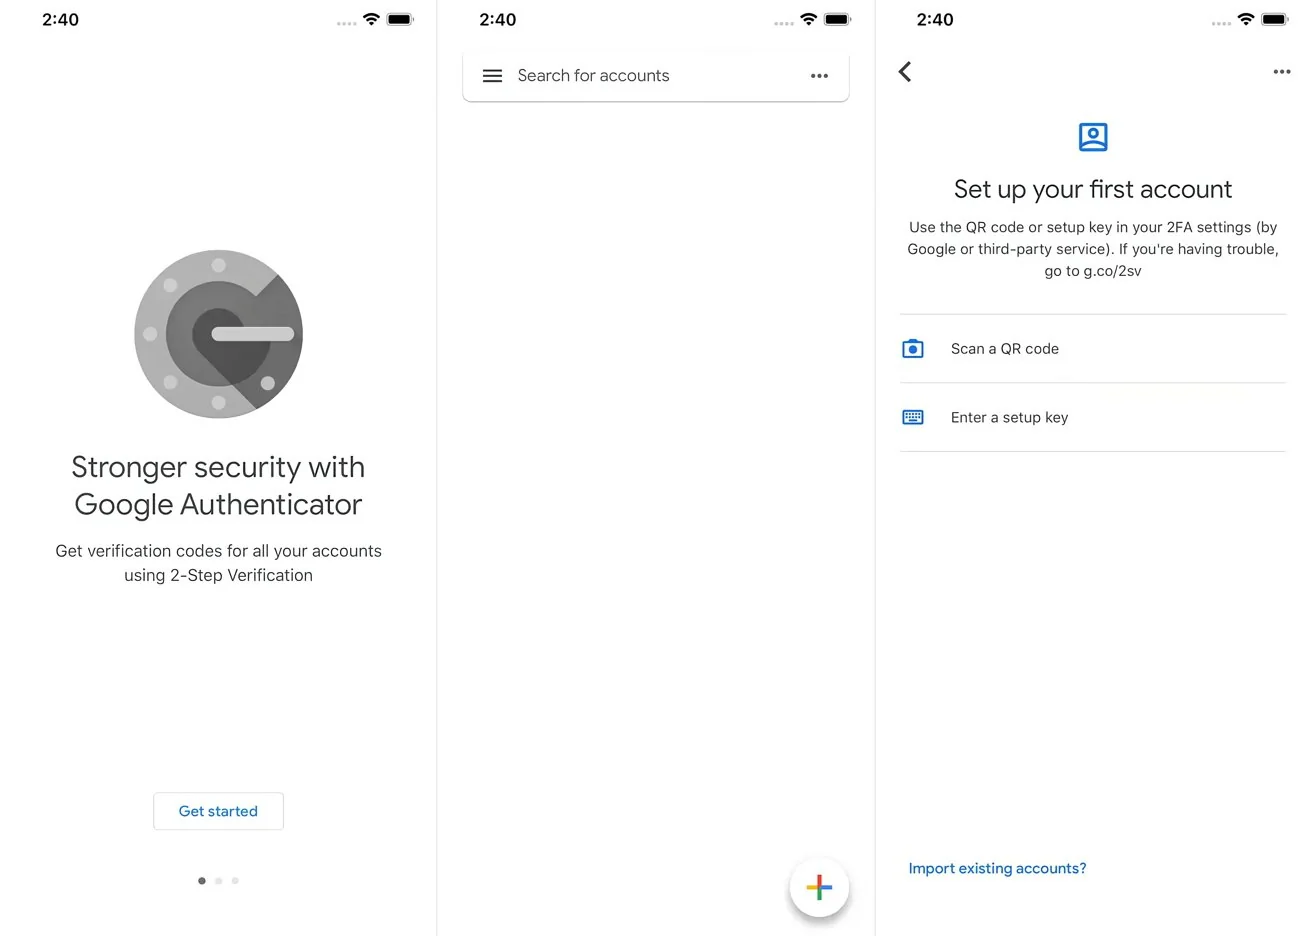 2:40
Stronger security with
Google Authenticator
Get verification codes for all your accounts
using 2-Step Verification
Get started
2:40
Search for accounts
2:40
Set up your first account
Use the QR code or setup key in your 2FA settings (by
Google or third-party service). If you're having trouble,
go to g.co/2sv
Scan a QR code
Enter a setup key
Import existing accounts?